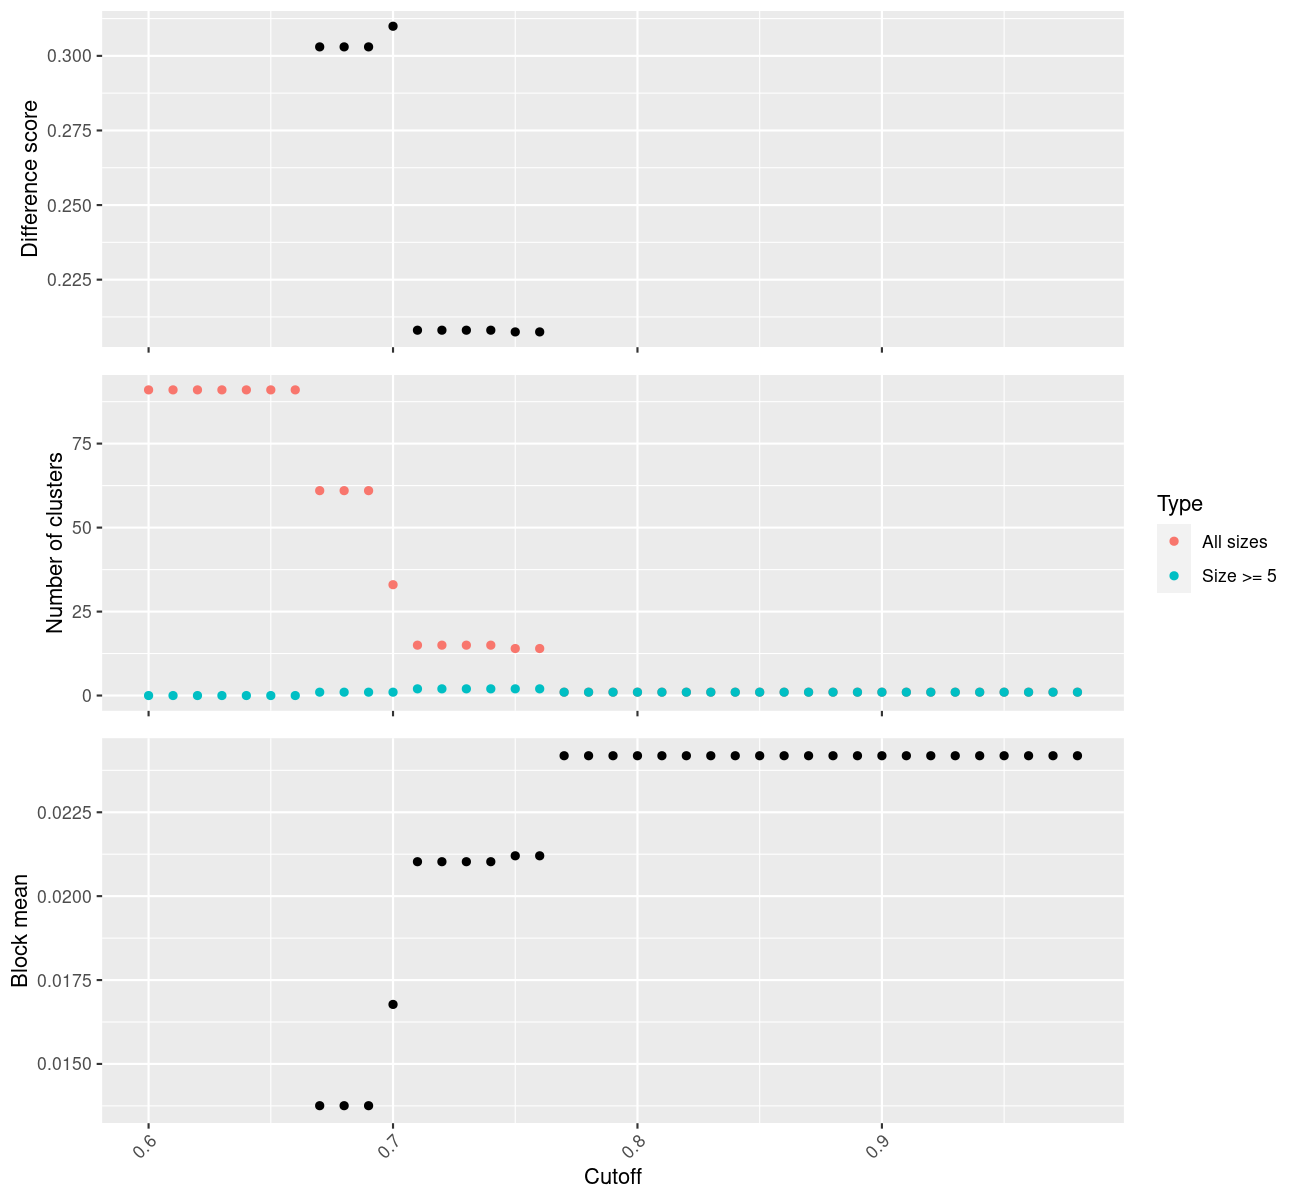 0.300
0.275
0.250
0.225
Difference score
75
50
25
0
Number of clusters
Type
All sizes
Size >= 5
0.0225
0.0200
0.0175
0.0150
Block mean
0.6
0.7
0.8
0.9
Cutoff